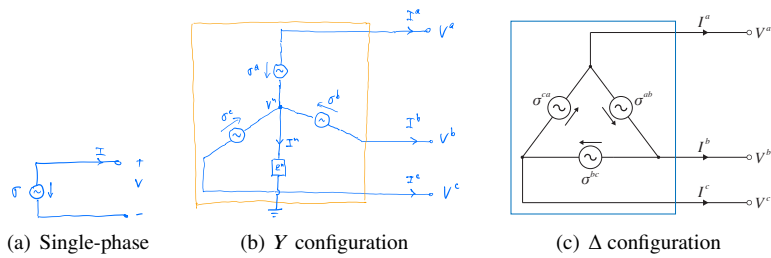 I
σ
+
V
−
(a) Single-phase
I^a
V^a
σ^a
V^n
σ^c
σ^b
I^n
z^n
I^b
V^b
I^c
V^c
(b) Y configuration
I^a
V^a
σ^{ca}
σ^{ab}
σ^{bc}
I^b
V^b
I^c
V^c
(c) Δ configuration